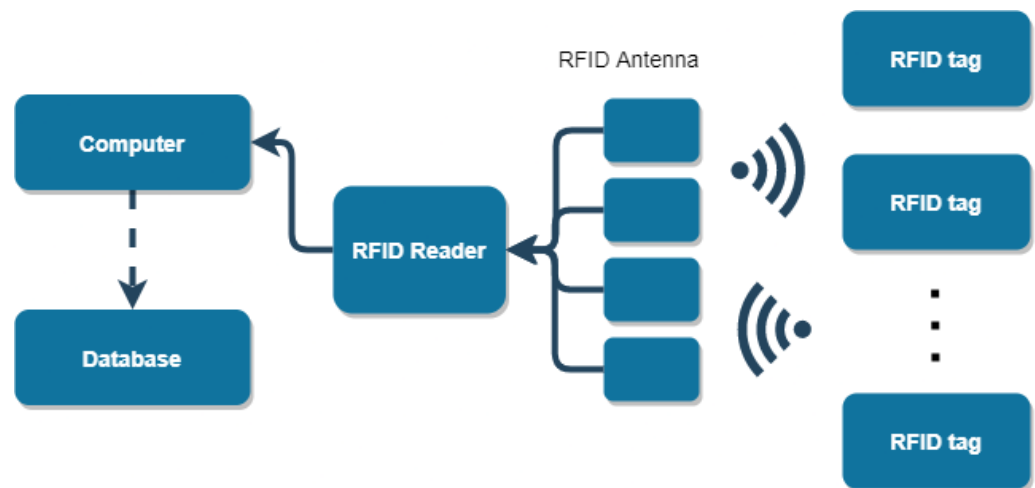 RFID Antenna
RFID tag
Computer
RFID Reader
RFID tag
Database
RFID tag